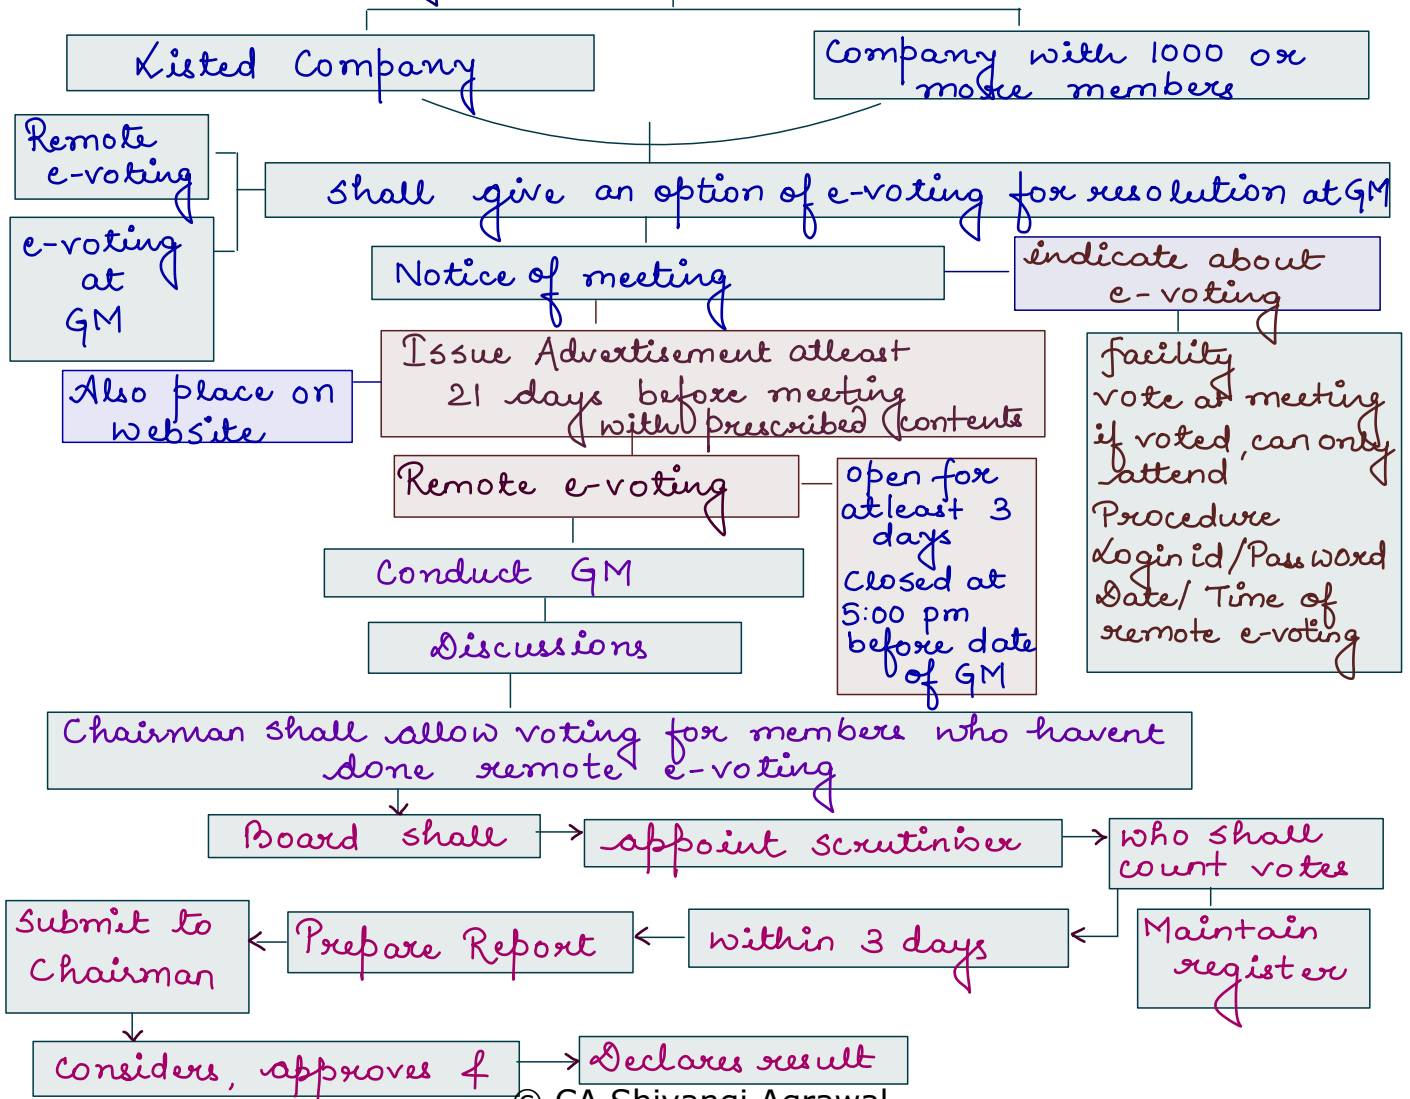 Listed Company
Company with 1000 or
more members
Remote
e-voting
shall give an option of e-voting for resolution at GM
e-voting
at
GM
Notice of meeting
indicate about
e-voting
Issue Advertisement atleast
21 days before meeting
with prescribed contents
Also place on
website
facility
vote at meeting
if voted, can only
attend
Procedure
Login id/Password
Date/ Time of
remote e-voting
Remote e-voting
open for
atleast 3
days
Closed at
5:00 pm
before date
of GM
Conduct GM
Discussions
Chairman shall allow voting for members who havent
done remote e-voting
Board shall
appoint scrutiniser
who shall
count votes
Maintain
register
within 3 days
Prepare Report
Submit to
Chairman
considers, approves &
Declares result
© CA Shivangi Agrawal